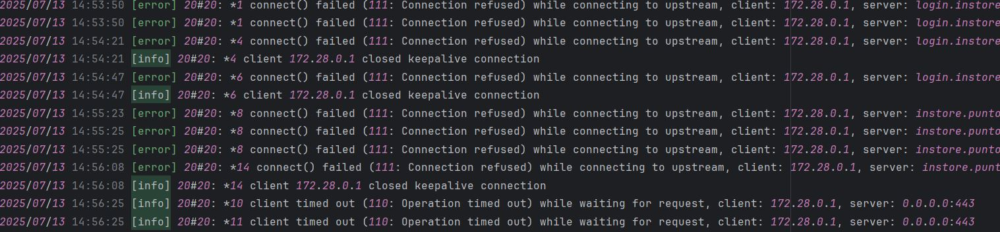 2025/07/13 14:53:50 [error] 20#20: *1 connect() failed (111: Connection refused) while connecting to upstream, client: 172.28.0.1, server: login.instore
2025/07/13 14:53:50 [error] 20#20: *1 connect() failed (111: Connection refused) while connecting to upstream, client: 172.28.0.1, server: login.instore
2025/07/13 14:54:21 [error] 20#20: *4 connect() failed (111: Connection refused) while connecting to upstream, client: 172.28.0.1, server: login.instore
2025/07/13 14:54:21 [info] 20#20: *4 client 172.28.0.1 closed keepalive connection
2025/07/13 14:54:47 [error] 20#20: *6 connect() failed (111: Connection refused) while connecting to upstream, client: 172.28.0.1, server: login.instore
2025/07/13 14:54:47 [info] 20#20: *6 client 172.28.0.1 closed keepalive connection
2025/07/13 14:55:23 [error] 20#20: *8 connect() failed (111: Connection refused) while connecting to upstream, client: 172.28.0.1, server: instore.punto
2025/07/13 14:55:25 [error] 20#20: *8 connect() failed (111: Connection refused) while connecting to upstream, client: 172.28.0.1, server: instore.punto
2025/07/13 14:55:25 [error] 20#20: *8 connect() failed (111: Connection refused) while connecting to upstream, client: 172.28.0.1, server: instore.punto
2025/07/13 14:56:08 [error] 20#20: *14 connect() failed (111: Connection refused) while connecting to upstream, client: 172.28.0.1, server: instore.punt
2025/07/13 14:56:08 [info] 20#20: *14 client 172.28.0.1 closed keepalive connection
2025/07/13 14:56:25 [info] 20#20: *10 client timed out (110: Operation timed out) while waiting for request, client: 172.28.0.1, server: 0.0.0.0:443
2025/07/13 14:56:25 [info] 20#20: *11 client timed out (110: Operation timed out) while waiting for request, client: 172.28.0.1, server: 0.0.0.0:443